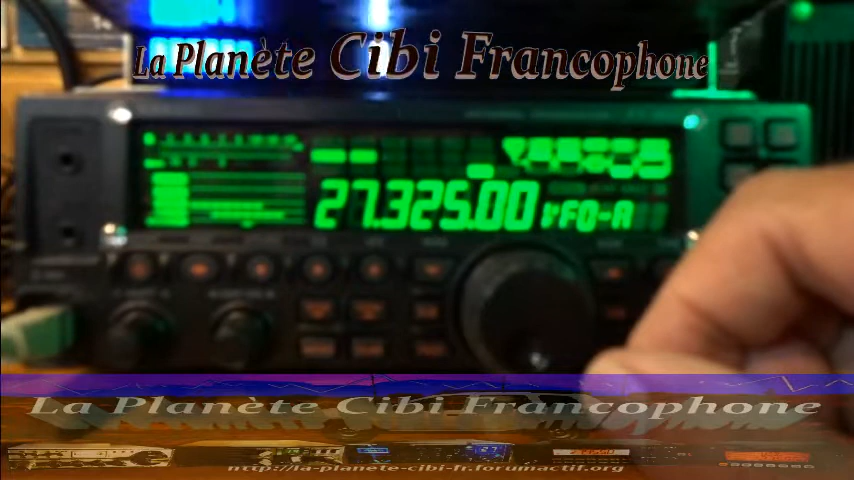 La Planète Cibi Francophone
27.325.00 VFO-A
La Planète Cibi Francophone
http://la-planete-cibi-fr.forumactif.org